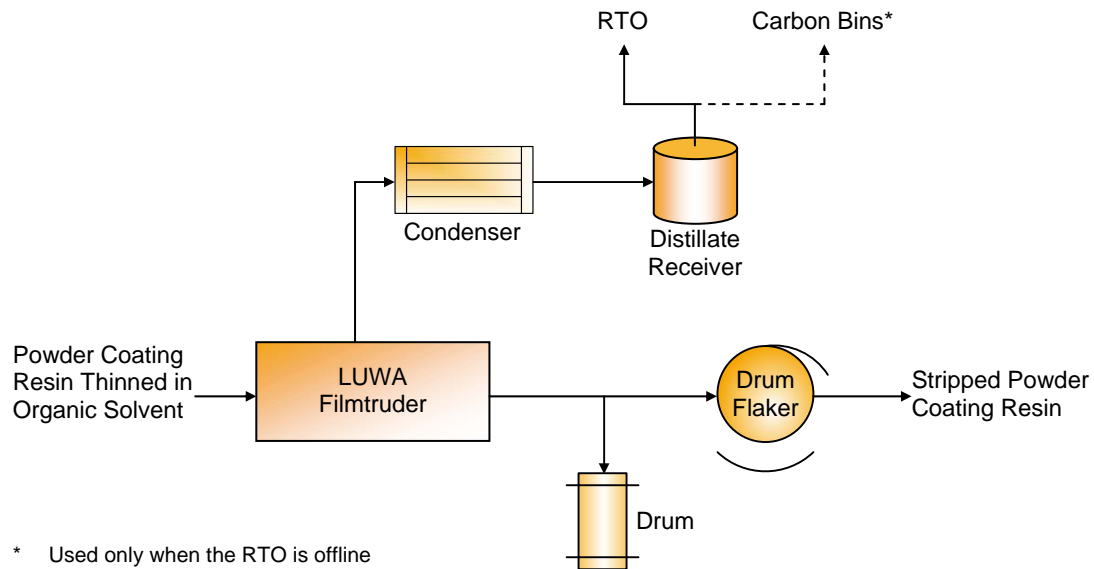 RTO
Carbon Bins*
Condenser
Distillate
Receiver
Powder Coating
Resin Thinned in
Organic Solvent
LUWA
Filmtruder
Drum
Flaker
Stripped Powder
Coating Resin
Drum
* Used only when the RTO is offline